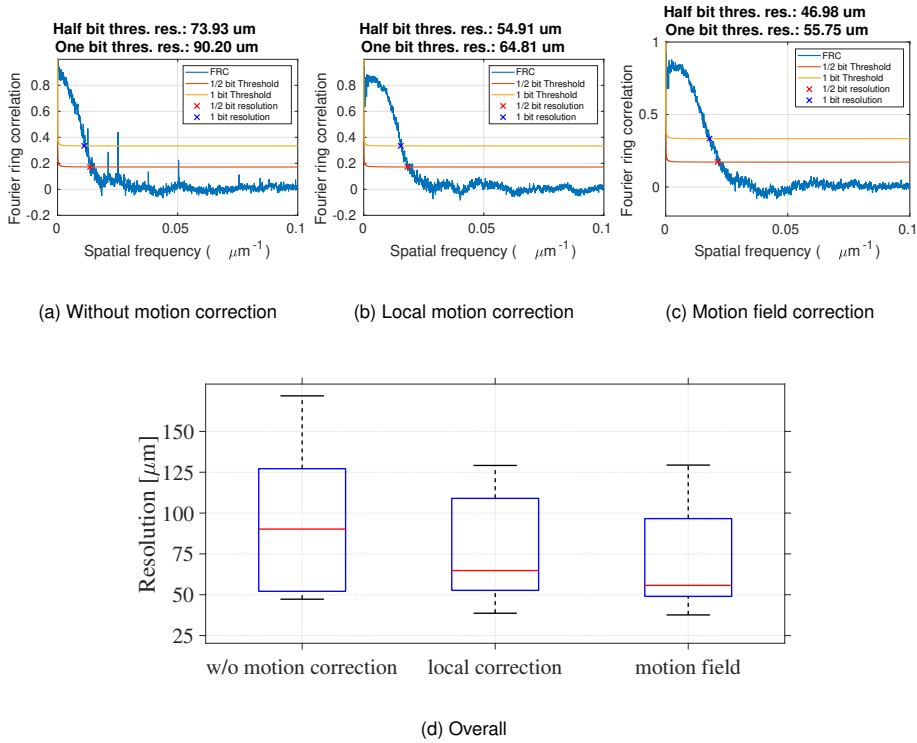 Half bit thres. res.: 73.93 um
One bit thres. res.: 90.20 um
FRC
1/2 bit Threshold
1 bit Threshold
1/2 bit resolution
1 bit resolution
0.8
0.6
0.4
0.2
0
-0.2
Fourier ring correlation
0
0.05
0.1
Spatial frequency ( μm⁻¹)
(a) Without motion correction
Half bit thres. res.: 54.91 um
One bit thres. res.: 64.81 um
FRC
1/2 bit Threshold
1 bit Threshold
1/2 bit resolution
1 bit resolution
0.8
0.6
0.4
0.2
0
-0.2
Fourier ring correlation
0
0.05
0.1
Spatial frequency ( μm⁻¹)
(b) Local motion correction
Half bit thres. res.: 46.98 um
One bit thres. res.: 55.75 um
FRC
1/2 bit Threshold
1 bit Threshold
1/2 bit resolution
1 bit resolution
1
0.5
0
Fourier ring correlation
0
0.05
0.1
Spatial frequency ( μm⁻¹)
(c) Motion field correction
150
125
100
75
50
25
Resolution [μm]
w/o motion correction
local correction
motion field
(d) Overall